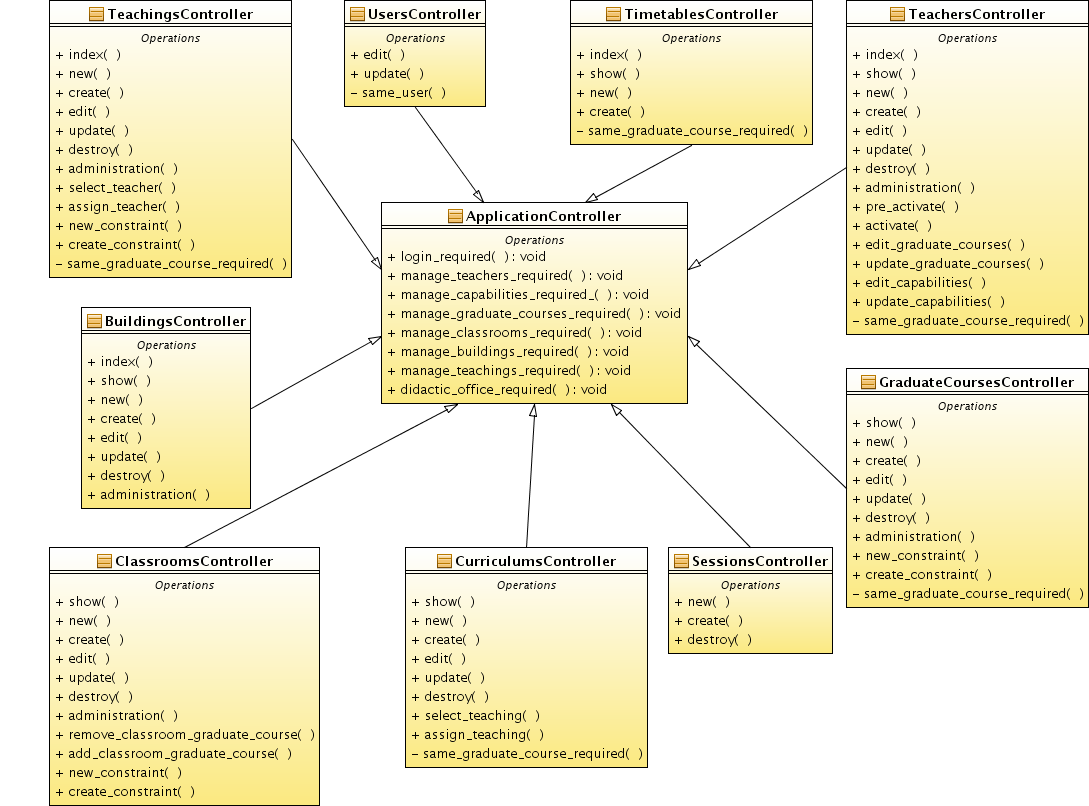 TeachingsController
Operations
+ index( )
+ new( )
+ create( )
+ edit( )
+ update( )
+ destroy( )
+ administration( )
+ select_teacher( )
+ assign_teacher( )
+ new_constraint( )
+ create_constraint( )
- same_graduate_course_required( )
UsersController
Operations
+ edit( )
+ update( )
- same_user( )
TimetablesController
Operations
+ index( )
+ show( )
+ new( )
+ create( )
- same_graduate_course_required( )
TeachersController
Operations
+ index( )
+ show( )
+ new( )
+ create( )
+ edit( )
+ update( )
+ destroy( )
+ administration( )
+ pre_activate( )
+ activate( )
+ edit_graduate_courses( )
+ update_graduate_courses( )
+ edit_capabilities( )
+ update_capabilities( )
- same_graduate_course_required( )
ApplicationController
Operations
+ login_required( ) : void
+ manage_teachers_required( ) : void
+ manage_capabilities_required_( ) : void
+ manage_graduate_courses_required( ) : void
+ manage_classrooms_required( ) : void
+ manage_buildings_required( ) : void
+ manage_teachings_required( ) : void
+ didactic_office_required( ) : void
BuildingsController
Operations
+ index( )
+ show( )
+ new( )
+ create( )
+ edit( )
+ update( )
+ destroy( )
+ administration( )
GraduateCoursesController
Operations
+ show( )
+ new( )
+ create( )
+ edit( )
+ update( )
+ destroy( )
+ administration( )
+ new_constraint( )
+ create_constraint( )
- same_graduate_course_required( )
ClassroomsController
Operations
+ show( )
+ new( )
+ create( )
+ edit( )
+ update( )
+ destroy( )
+ administration( )
+ remove_classroom_graduate_course( )
+ add_classroom_graduate_course( )
+ new_constraint( )
+ create_constraint( )
CurriculumsController
Operations
+ show( )
+ new( )
+ create( )
+ edit( )
+ update( )
+ destroy( )
+ select_teaching( )
+ assign_teaching( )
- same_graduate_course_required( )
SessionsController
Operations
+ new( )
+ create( )
+ destroy( )